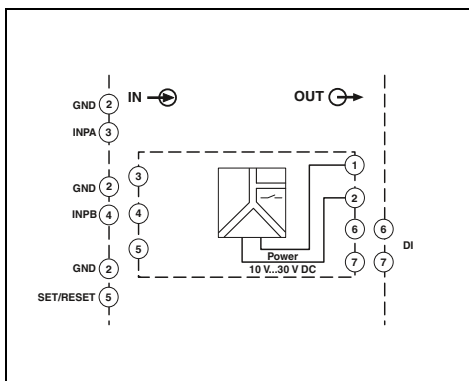 IN
OUT
GND 2
INPA 3
GND 2
INPB 4
GND 2
SET/RESET 5
3
4
5
1
2
6
7
Power
10 V...30 V DC
6
7
DI